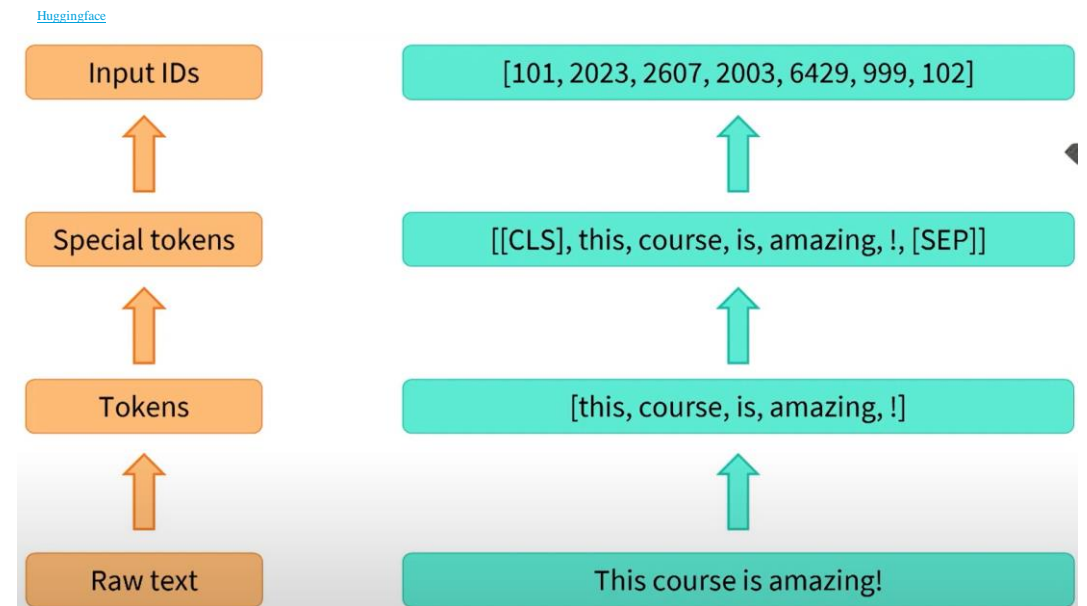 Huggingface
Input IDs
[101, 2023, 2607, 2003, 6429, 999, 102]
Special tokens
[[CLS], this, course, is, amazing, !, [SEP]]
Tokens
[this, course, is, amazing, !]
Raw text
This course is amazing!